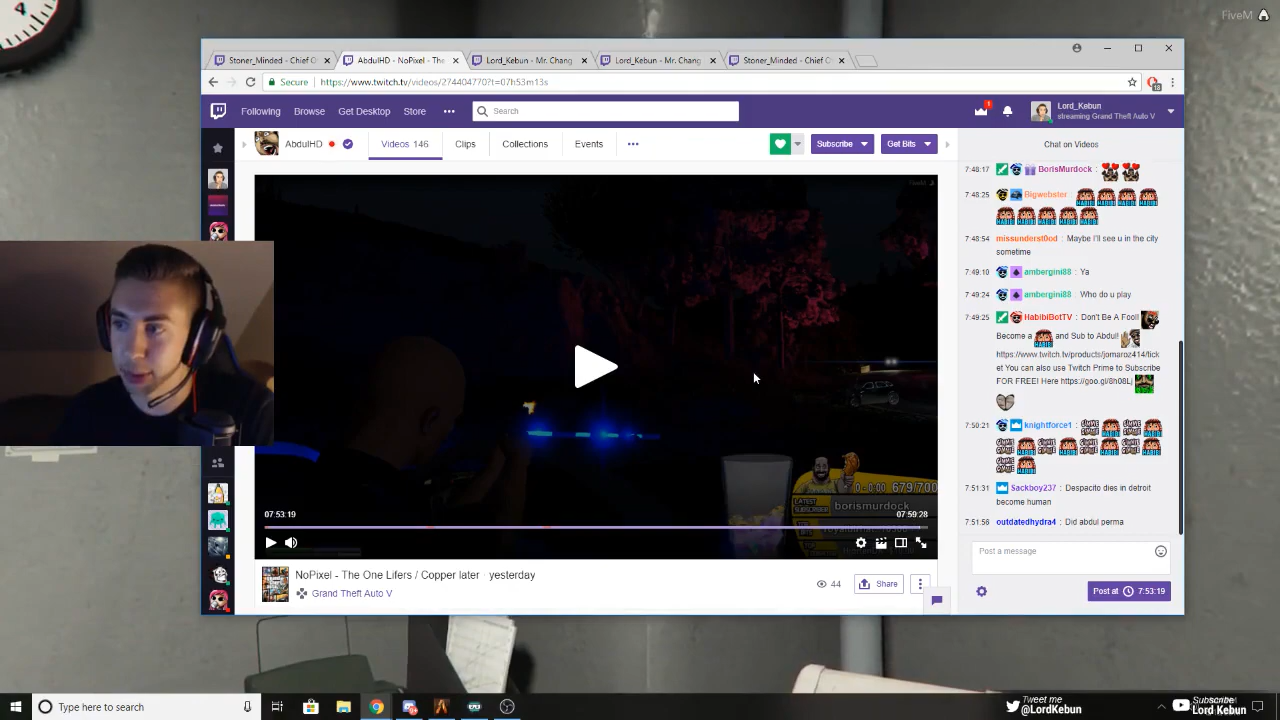 FiveM
Stoner_Minded - Chief O
AbdulHD - NoPixel - The
Lord_Kebun - Mr. Chang
Lord_Kebun - Mr. Chang
Stoner_Minded - Chief O
Secure
https://www.twitch.tv/videos/274404770?t=07h53m13s
Following
Browse
Get Desktop
Store
Search
1
Lord_Kebun
streaming Grand Theft Auto V
AbdulHD
Videos 146
Clips
Collections
Events
Subscribe
Get Bits
Chat on Videos
FiveM
7:48:17 BorisMurdock :
7:48:25 Bigwebster :
7:48:54 missunderst0od : Maybe I'll see u in the city
sometime
7:49:10 ambergini88 : Ya
7:49:24 ambergini88 : Who do u play
7:49:25 HabibiBotTV : Don't Be A Fool!
Become a and Sub to Abdul!
https://www.twitch.tv/products/jomaroz414/tick
et You can also use Twitch Prime to Subscribe
FOR FREE! Here https://goo.gl/8h08Lj
7:50:21 knightforce1 :
7:51:31 Sackboy237 : Despacito dies in detroit
become human
7:51:56 outdatedhydra4 : Did abdul perma
679/700
LATEST
SUBSCRIBER
borismurdock
07:53:19
07:59:28
NoPixel - The One Lifers / Copper later · yesterday
Grand Theft Auto V
44
Share
Post a message
Post at 7:53:19
Type here to search
Tweet me
@LordKebun
Subscribe
Lord Kebun